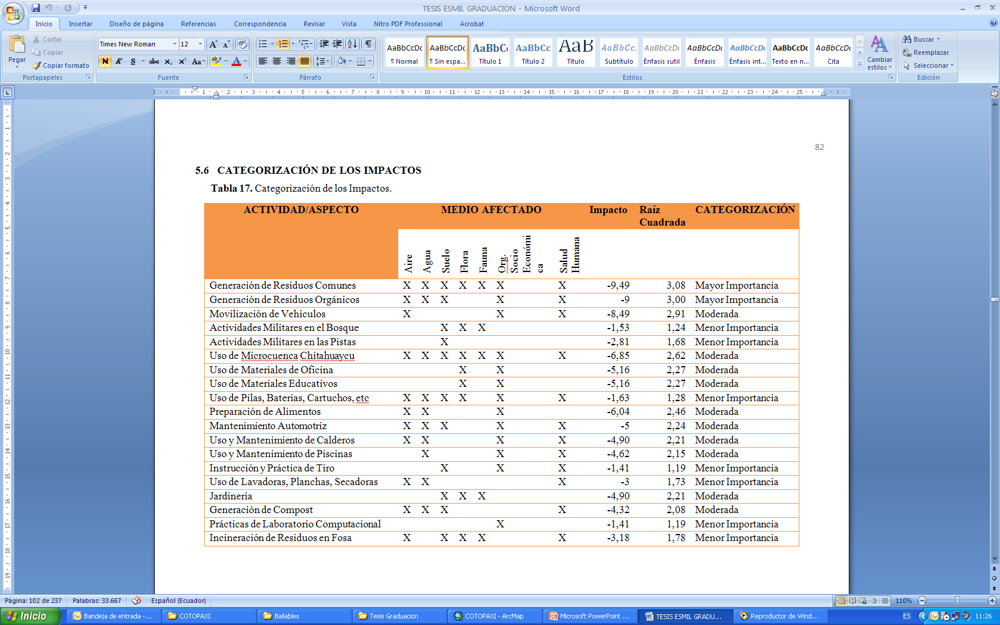 TESIS ESMIL GRADUACION - Microsoft Word
Inicio Insertar Diseño de página Referencias Correspondencia Revisar Vista Nitro PDF Professional Acrobat
Pegar
Cortar
Copiar
Copiar formato
Portapapeles
Times New Roman 12
N K S abc x₂ x² Aa
Fuente
Párrafo
AaBbCcDc AaBbCcDc AaBbCc AaBbCc AaB AaBbCc. AaBbCcDc AaBbCcDc AaBbCcDc AaBbCcDc AaBbCcDc
¶ Normal ¶ Sin espa... Título 1 Título 2 Título Subtítulo Énfasis sutil Énfasis Énfasis int... Texto en n... Cita
Estilos
Cambiar estilos
Buscar
Reemplazar
Seleccionar
Edición
82
5.6 CATEGORIZACIÓN DE LOS IMPACTOS
Tabla 17. Categorización de los Impactos.
ACTIVIDAD/ASPECTO MEDIO AFECTADO Impacto Raíz Cuadrada CATEGORIZACIÓN
Aire Agua Suelo Flora Fauna Org. Socio Económica Salud Humana
Generación de Residuos Comunes X X X X X X X -9,49 3,08 Mayor Importancia
Generación de Residuos Orgánicos X X X X X -9 3,00 Mayor Importancia
Movilización de Vehículos X X X -8,49 2,91 Moderada
Actividades Militares en el Bosque X X X -1,53 1,24 Menor Importancia
Actividades Militares en las Pistas X -2,81 1,68 Menor Importancia
Uso de Microcuenca Chitahuaycu X X X X X X X -6,85 2,62 Moderada
Uso de Materiales de Oficina X X -5,16 2,27 Moderada
Uso de Materiales Educativos X X -5,16 2,27 Moderada
Uso de Pilas, Baterías, Cartuchos, etc X X X X X X -1,63 1,28 Menor Importancia
Preparación de Alimentos X X X -6,04 2,46 Moderada
Mantenimiento Automotriz X X X X X -5 2,24 Moderada
Uso y Mantenimiento de Calderos X X X X -4,90 2,21 Moderada
Uso y Mantenimiento de Piscinas X X X -4,62 2,15 Moderada
Instrucción y Práctica de Tiro X X X -1,41 1,19 Menor Importancia
Uso de Lavadoras, Planchas, Secadoras X X X -3 1,73 Menor Importancia
Jardinería X X X -4,90 2,21 Moderada
Generación de Compost X X X X -4,32 2,08 Moderada
Prácticas de Laboratorio Computacional X -1,41 1,19 Menor Importancia
Incineración de Residuos en Fosa X X X X X -3,18 1,78 Menor Importancia
Página: 102 de 237 Palabras: 33.667 Español (Ecuador) 110%
Inicio Bandeja de entrada -... COTOPAXI Bailables Tesis Graduacion COTOPAXI - ArcMap Microsoft PowerPoint ... TESIS ESMIL GRADU... Reproductor de Wind... ES 11:26